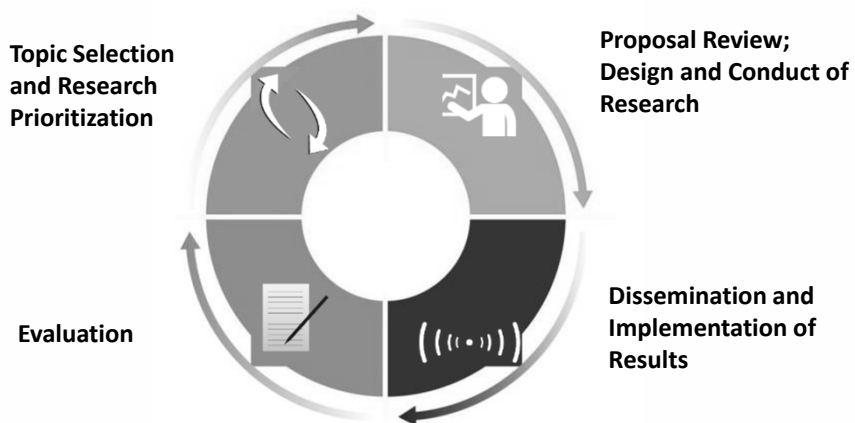 Topic Selection
and Research
Prioritization
Proposal Review;
Design and Conduct of
Research
Evaluation
Dissemination and
Implementation of
Results